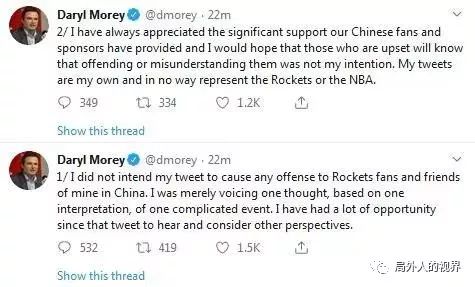 Daryl Morey @dmorey · 22m
2/ I have always appreciated the significant support our Chinese fans and
sponsors have provided and I would hope that those who are upset will know
that offending or misunderstanding them was not my intention. My tweets
are my own and in no way represent the Rockets or the NBA.
349 334 1.2K
Show this thread
Daryl Morey @dmorey · 22m
1/ I did not intend my tweet to cause any offense to Rockets fans and friends
of mine in China. I was merely voicing one thought, based on one
interpretation, of one complicated event. I have had a lot of opportunity
since that tweet to hear and consider other perspectives.
532 419 1.5K
Show this thread
局外人的视界